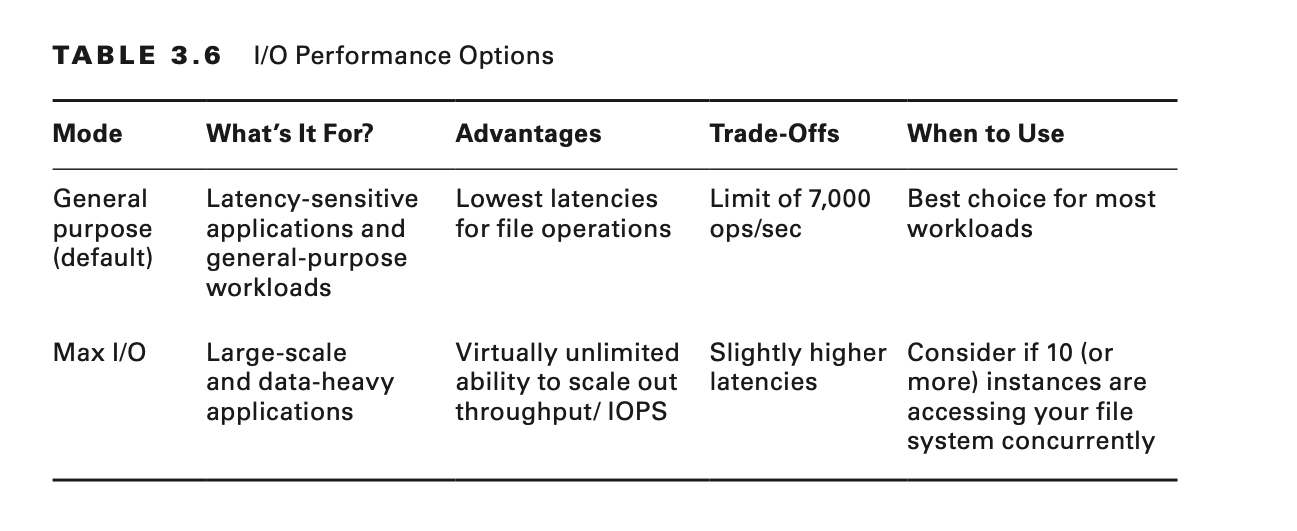 TABLE 3.6 I/O Performance Options
Mode What's It For? Advantages Trade-Offs When to Use
General Latency-sensitive Lowest latencies Limit of 7,000 Best choice for most
purpose applications and for file operations ops/sec workloads
(default) general-purpose
workloads
Max I/O Large-scale Virtually unlimited Slightly higher Consider if 10 (or
and data-heavy ability to scale out latencies more) instances are
applications throughput/ IOPS accessing your file
system concurrently